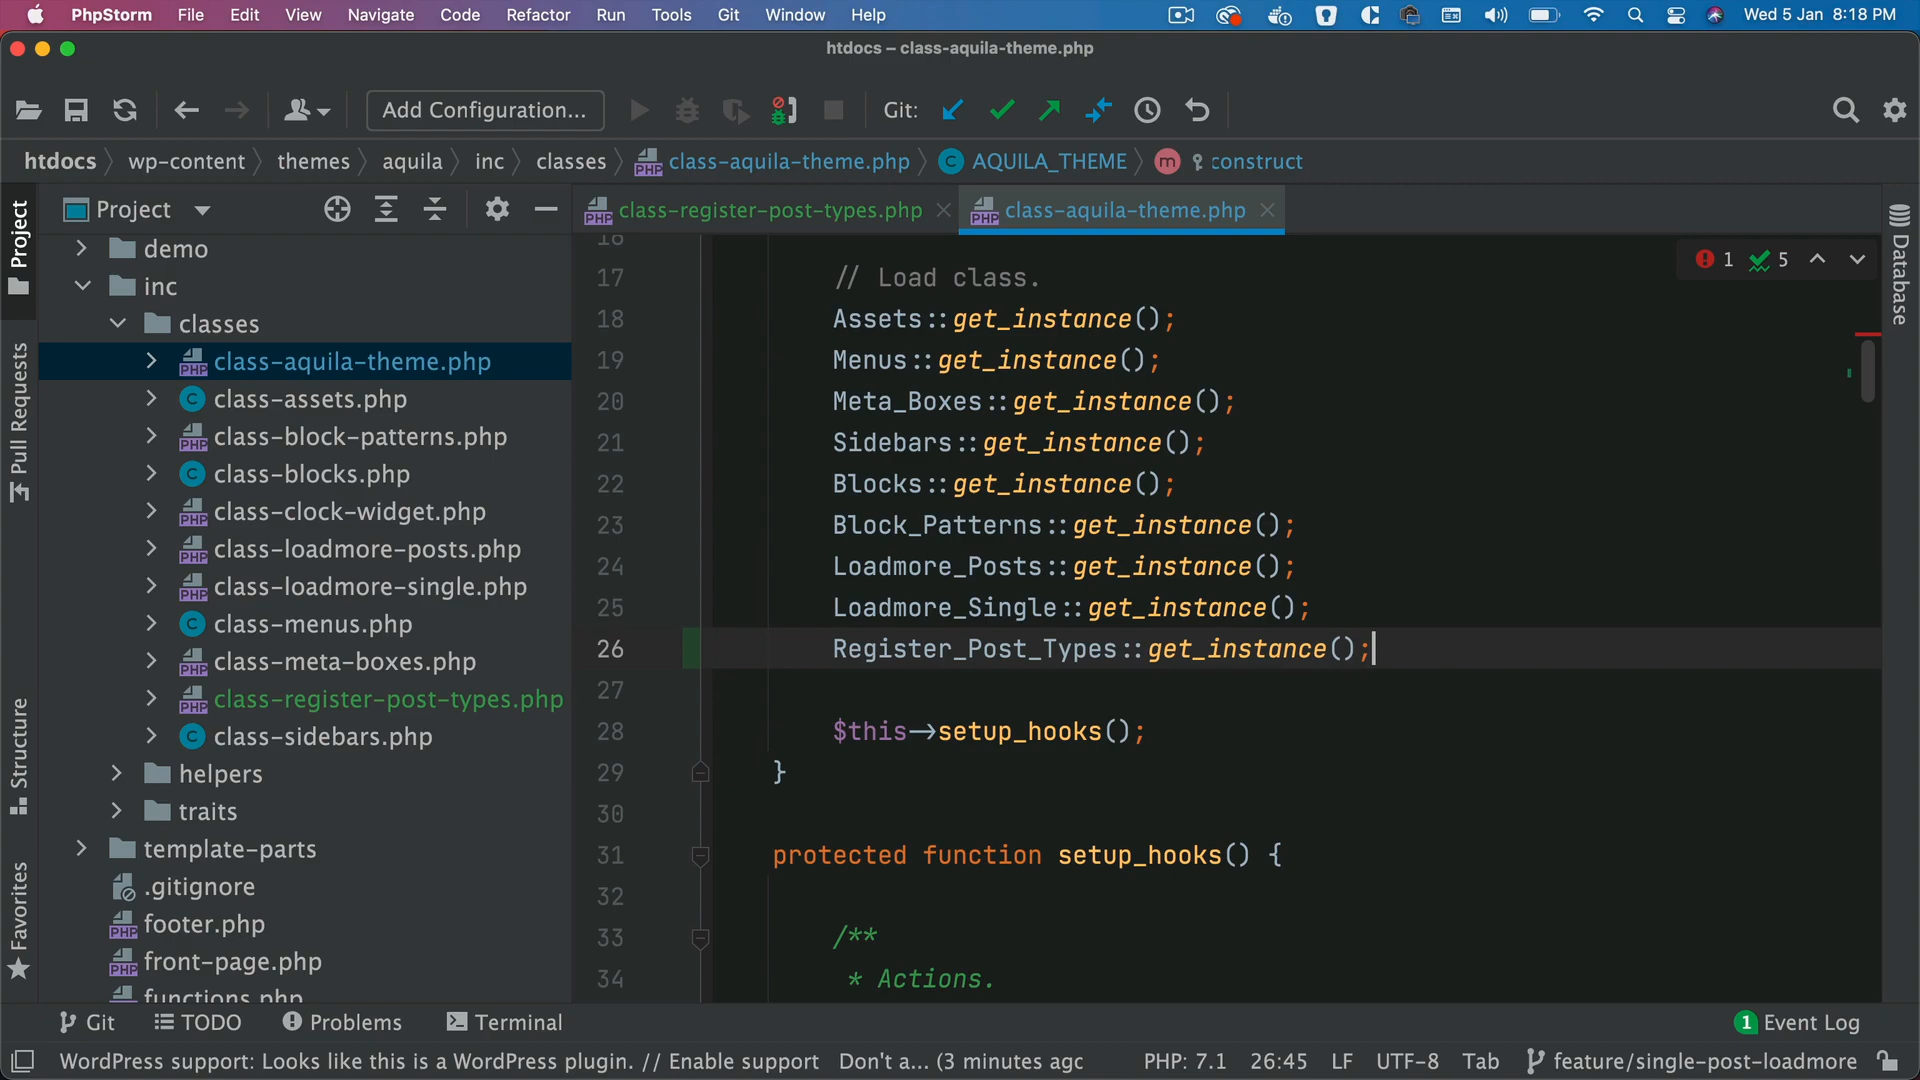 PhpStorm File Edit View Navigate Code Refactor Run Tools Git Window Help Wed 5 Jan 8:18 PM
htdocs – class-aquila-theme.php
Add Configuration... Git:
htdocs wp-content themes aquila inc classes class-aquila-theme.php AQUILA_THEME construct
Project
class-register-post-types.php class-aquila-theme.php
Project
Pull Requests
Structure
Favorites
Database
demo
inc
classes
class-aquila-theme.php
class-assets.php
class-block-patterns.php
class-blocks.php
class-clock-widget.php
class-loadmore-posts.php
class-loadmore-single.php
class-menus.php
class-meta-boxes.php
class-register-post-types.php
class-sidebars.php
helpers
traits
template-parts
.gitignore
footer.php
front-page.php
functions.php
1 5
16
17 // Load class.
18 Assets::get_instance();
19 Menus::get_instance();
20 Meta_Boxes::get_instance();
21 Sidebars::get_instance();
22 Blocks::get_instance();
23 Block_Patterns::get_instance();
24 Loadmore_Posts::get_instance();
25 Loadmore_Single::get_instance();
26 Register_Post_Types::get_instance();
27
28 $this->setup_hooks();
29 }
30
31 protected function setup_hooks() {
32
33 /**
34 * Actions.
Git TODO Problems Terminal 1 Event Log
WordPress support: Looks like this is a WordPress plugin. // Enable support Don't a... (3 minutes ago PHP: 7.1 26:45 LF UTF-8 Tab feature/single-post-loadmore